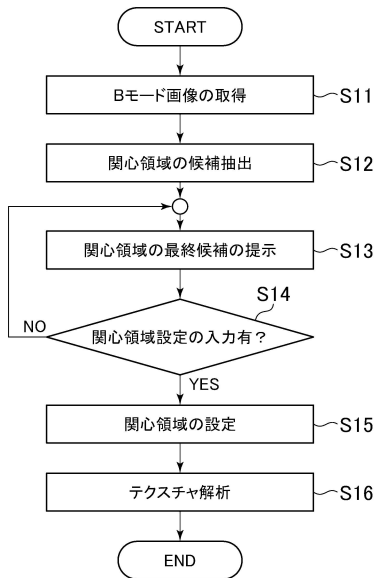 START
Bモード画像の取得
S11
関心領域の候補抽出
S12
関心領域の最終候補の提示
S13
S14
関心領域設定の入力有？
NO
YES
関心領域の設定
S15
テクスチャ解析
S16
END